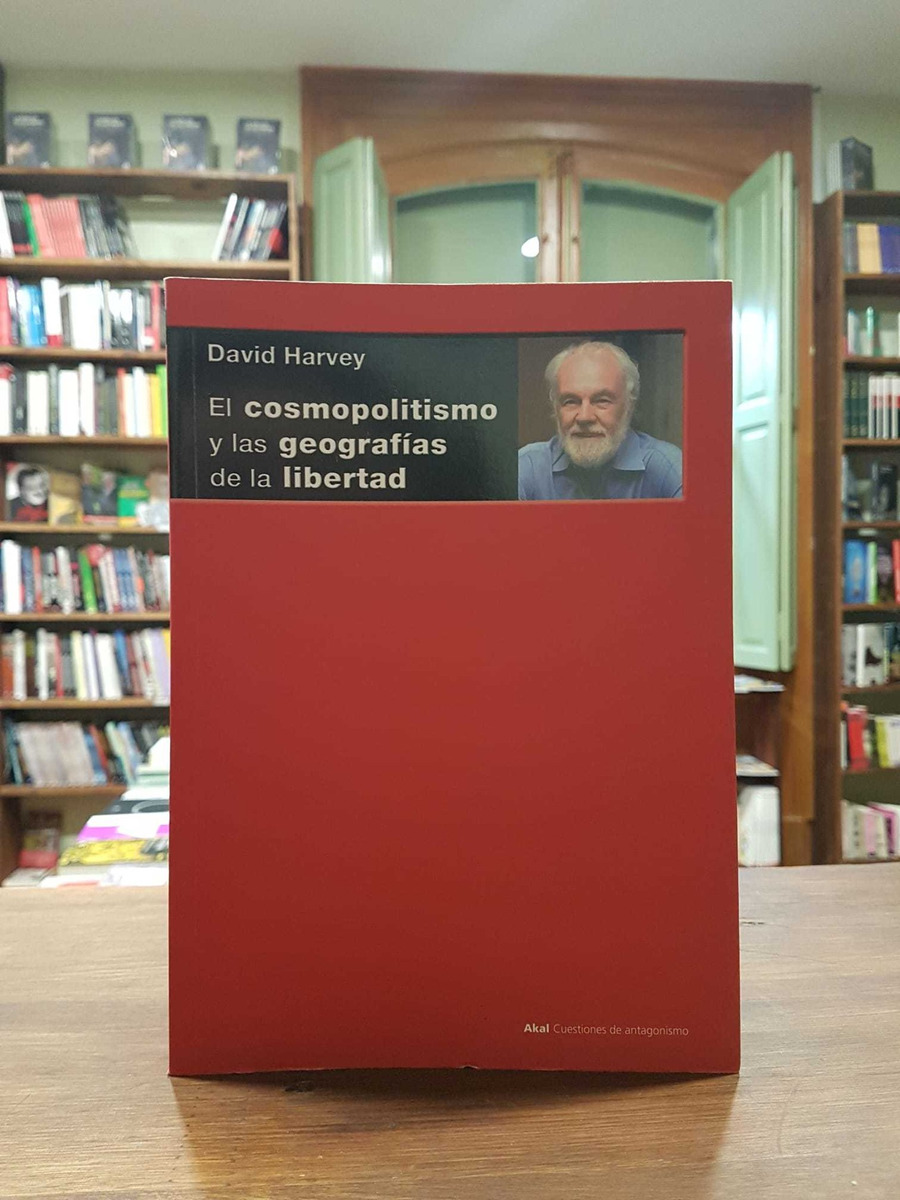 David Harvey
El cosmopolitismo
y las geografías
de la libertad
Akal Cuestiones de antagonismo